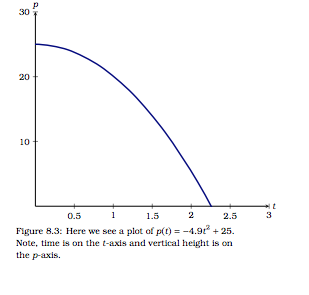 p
30
20
10
0.5 1 1.5 2 2.5 3 t
Figure 8.3: Here we see a plot of p(t) = −4.9t² + 25.
Note, time is on the t-axis and vertical height is on
the p-axis.